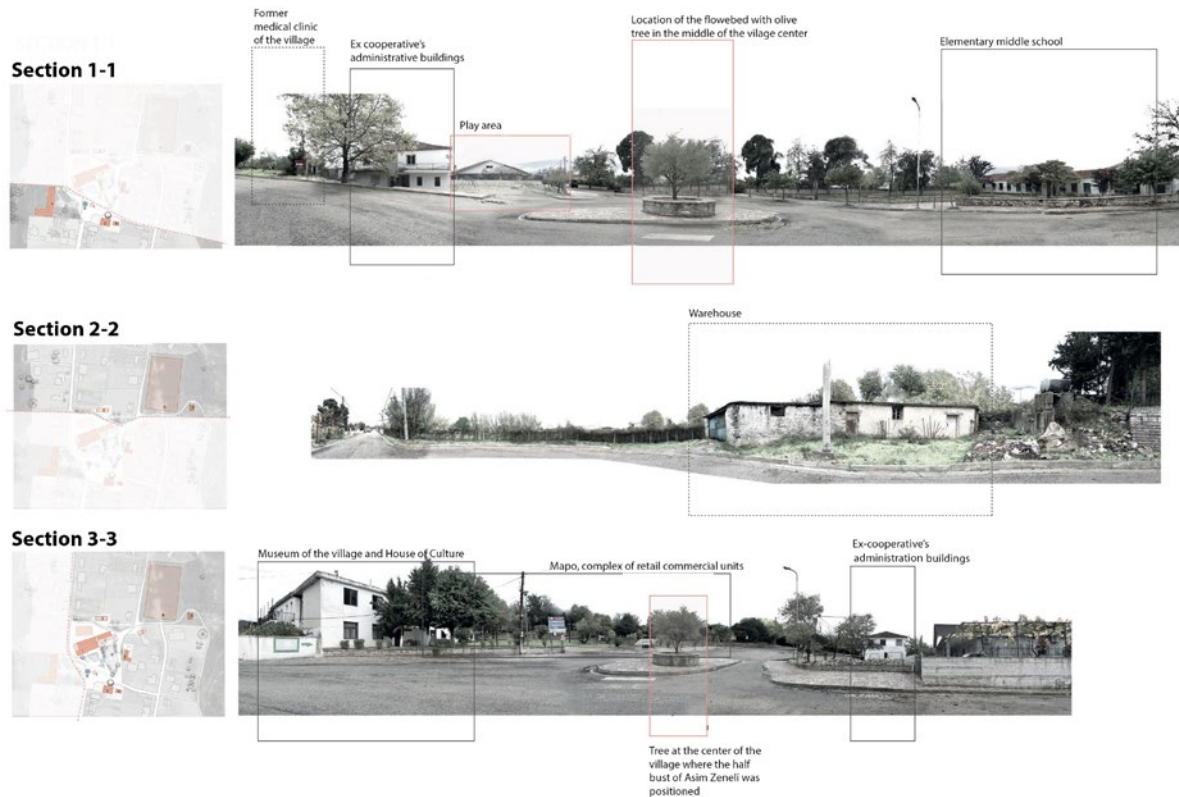 Section 1-1
Former
medical clinic
of the village
Ex cooperative's
administrative buildings
Play area
Location of the flowebed with olive
tree in the middle of the vilage center
Elementary middle school
Section 2-2
Warehouse
Section 3-3
Museum of the village and House of Culture
Mapo, complex of retail commercial units
Ex-cooperative's
administration buildings
Tree at the center of the
village where the half
bust of Asim Zeneli was
positioned